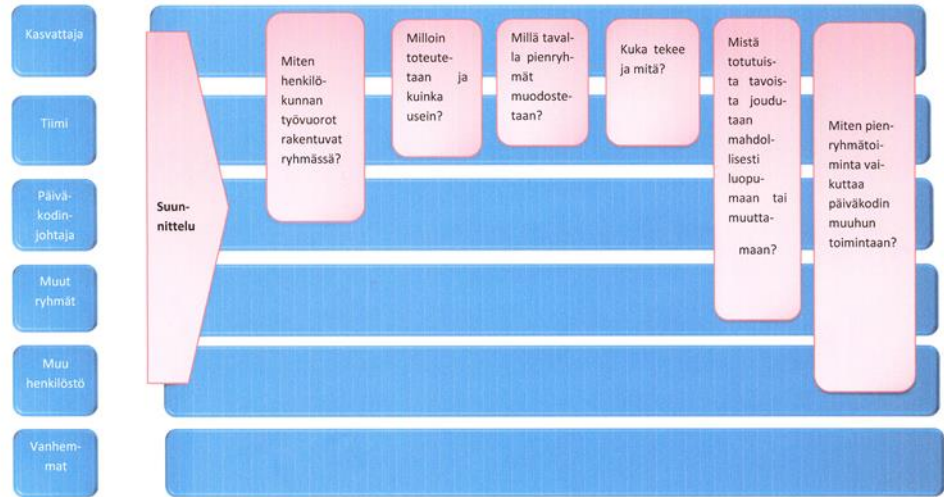 Kasvattaja
Tiimi
Päivä-
kodin-
johtaja
Muut
ryhmät
Muu
henkilöstö
Vanhem-
mat
Suun-
nittelu
Miten
henkilö-
kunnan
työvuorot
rakentuvat
ryhmässä?
Milloin
toteute-
taan ja
kuinka
usein?
Millä taval-
la pienryh-
mät
muodoste-
taan?
Kuka tekee
ja mitä?
Mistä
totutuis-
ta tavois-
ta joudu-
taan
mahdol-
lisesti
luopu-
maan tai
muutta-
maan?
Miten pien-
ryhmätoi-
minta vai-
kuttaa
päiväkodin
muuhun
toimintaan?